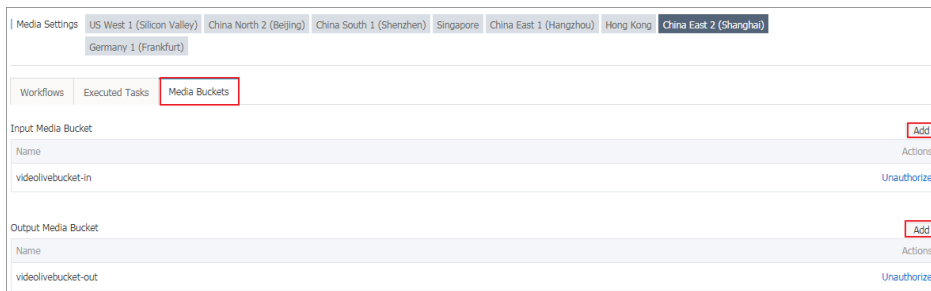 Media Settings US West 1 (Silicon Valley) China North 2 (Beijing) China South 1 (Shenzhen) Singapore China East 1 (Hangzhou) Hong Kong China East 2 (Shanghai)
Germany 1 (Frankfurt)
Workflows Executed Tasks Media Buckets
Input Media Bucket Add
Name Actions
videolivebucket-in Unauthorize
Output Media Bucket Add
Name Actions
videolivebucket-out Unauthorize